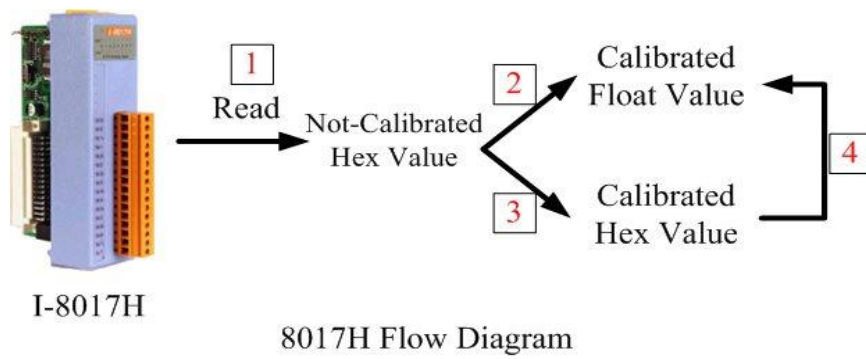 I-8017H
1
Read
Not-Calibrated
Hex Value
2
Calibrated
Float Value
3
Calibrated
Hex Value
4
I-8017H
8017H Flow Diagram